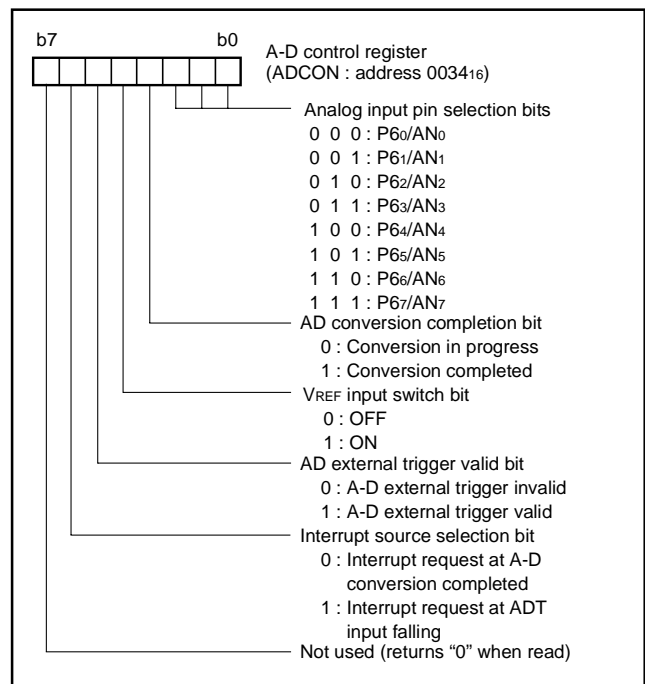 b7 b0
A-D control register
(ADCON : address 003416)
Analog input pin selection bits
0 0 0 : P60/AN0
0 0 1 : P61/AN1
0 1 0 : P62/AN2
0 1 1 : P63/AN3
1 0 0 : P64/AN4
1 0 1 : P65/AN5
1 1 0 : P66/AN6
1 1 1 : P67/AN7
AD conversion completion bit
0 : Conversion in progress
1 : Conversion completed
VREF input switch bit
0 : OFF
1 : ON
AD external trigger valid bit
0 : A-D external trigger invalid
1 : A-D external trigger valid
Interrupt source selection bit
0 : Interrupt request at A-D
conversion completed
1 : Interrupt request at ADT
input falling
Not used (returns “0” when read)